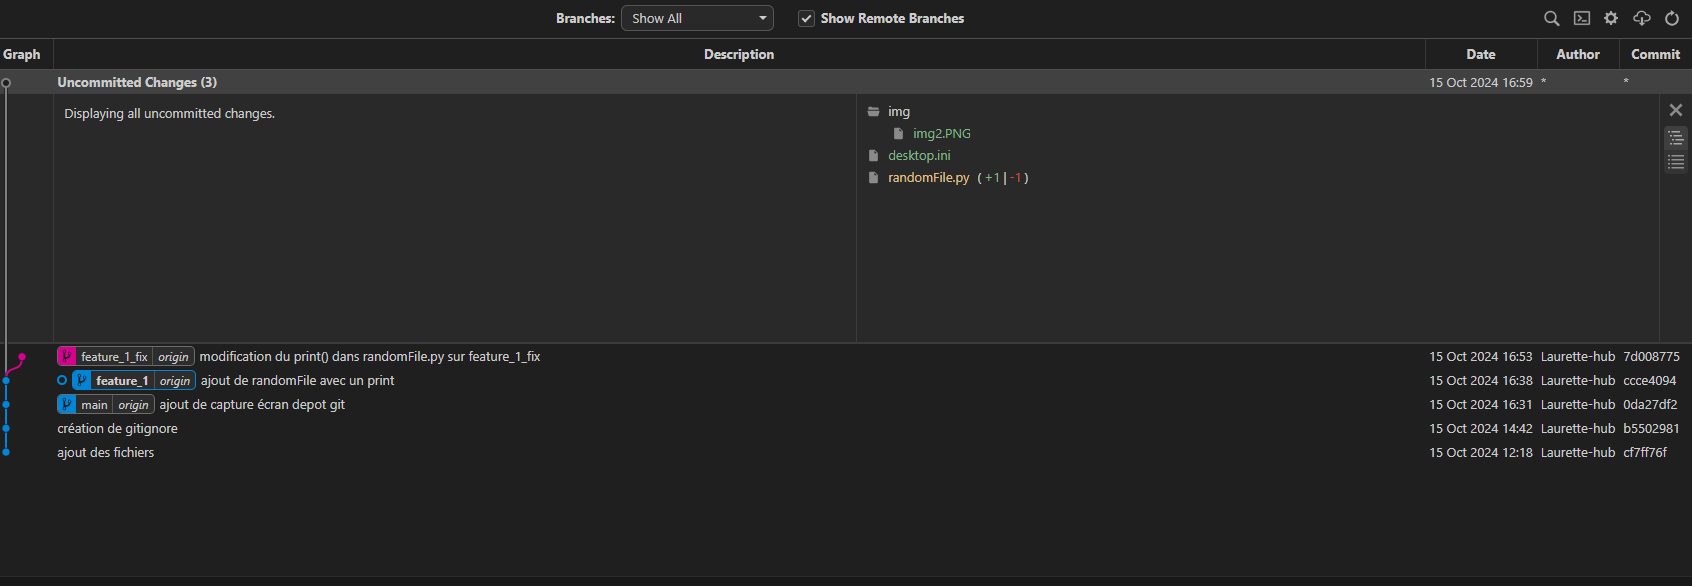 Branches: Show All Show Remote Branches
Graph Description Date Author Commit
Uncommitted Changes (3) 15 Oct 2024 16:59 * *
Displaying all uncommitted changes.
img
img2.PNG
desktop.ini
randomFile.py (+1|-1)
feature_1_fix origin modification du print() dans randomFile.py sur feature_1_fix 15 Oct 2024 16:53 Laurette-hub 7d008775
feature_1 origin ajout de randomFile avec un print 15 Oct 2024 16:38 Laurette-hub ccce4094
main origin ajout de capture écran depot git 15 Oct 2024 16:31 Laurette-hub 0da27df2
création de gitignore 15 Oct 2024 14:42 Laurette-hub b5502981
ajout des fichiers 15 Oct 2024 12:18 Laurette-hub cf7ff76f